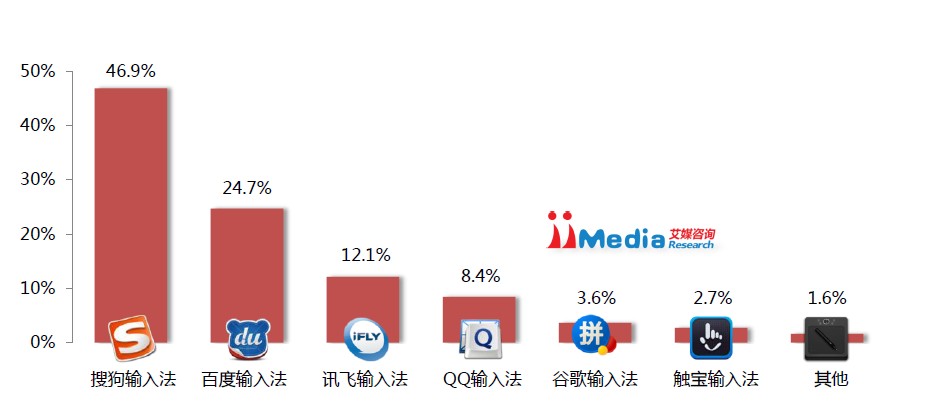 50%
40%
30%
20%
10%
0%
46.9%
24.7%
12.1%
8.4%
3.6%
2.7%
1.6%
iiMedia 艾媒咨询
Research
S
du
iFLY
Q
拼
搜狗输入法
百度输入法
讯飞输入法
QQ输入法
谷歌输入法
触宝输入法
其他